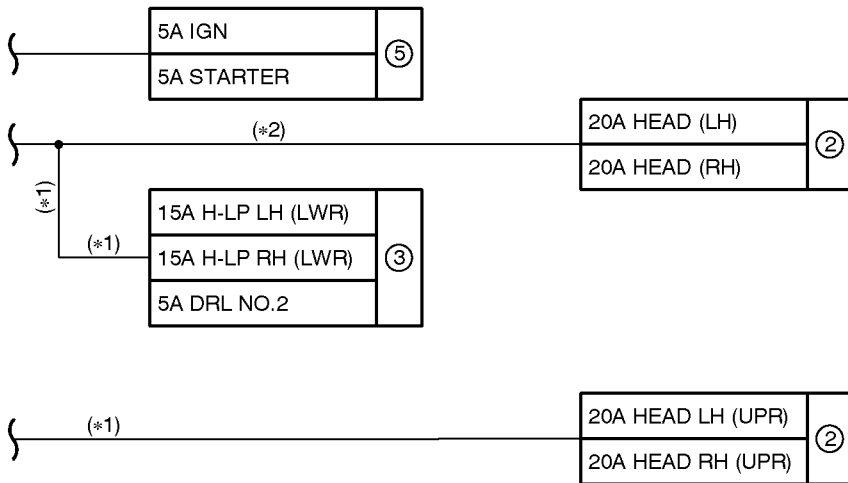 5A IGN
5A STARTER
⑤
(*2)
20A HEAD (LH)
20A HEAD (RH)
②
(*1)
(*1)
15A H-LP LH (LWR)
15A H-LP RH (LWR)
5A DRL NO.2
③
(*1)
20A HEAD LH (UPR)
20A HEAD RH (UPR)
②